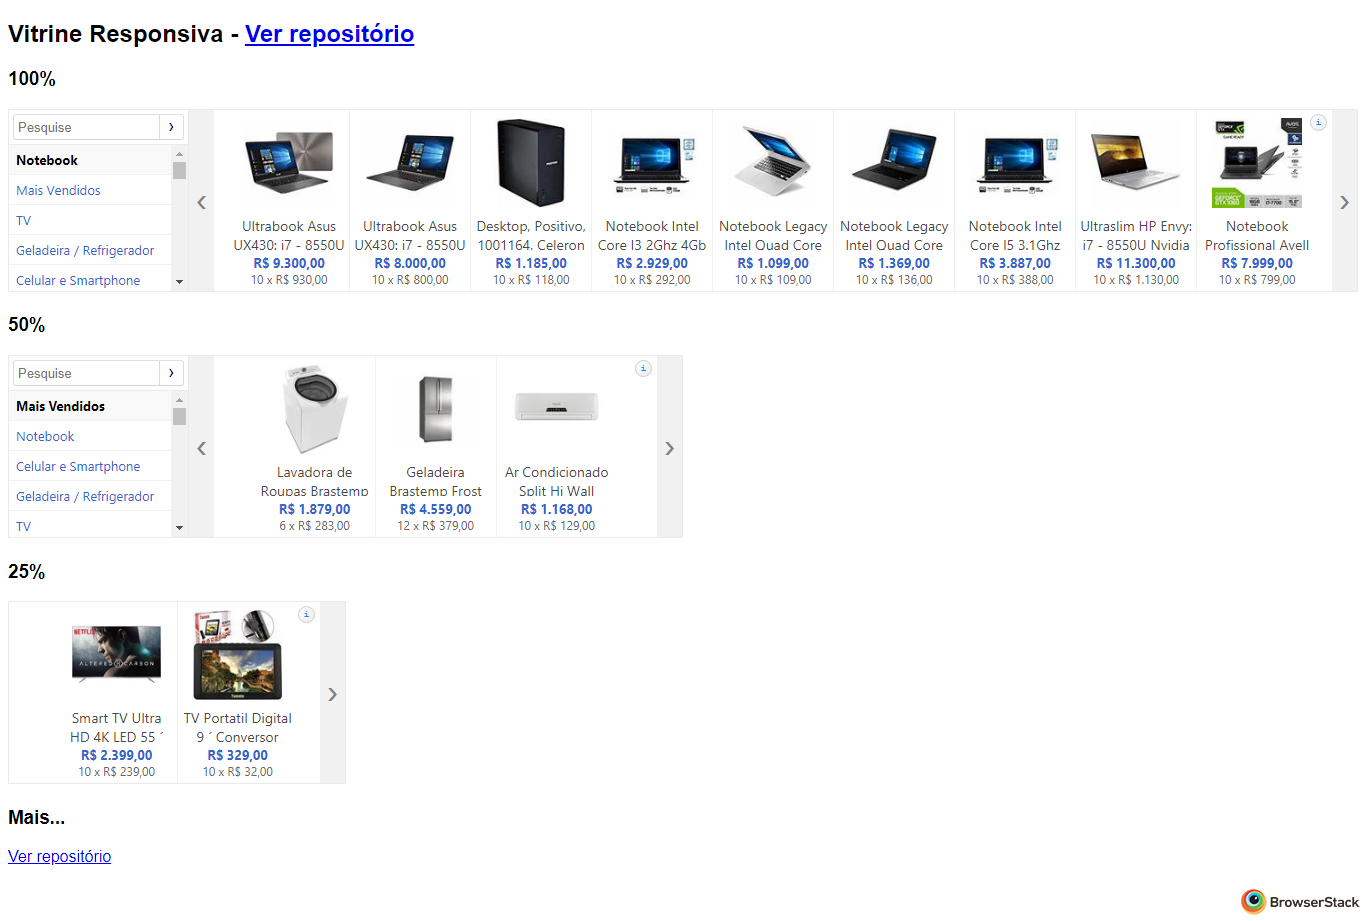 Vitrine Responsiva - Ver repositório
100%
Pesquise
Notebook
Mais Vendidos
TV
Geladeira / Refrigerador
Celular e Smartphone
Ultrabook Asus
UX430: i7 - 8550U
R$ 9.300,00
10 x R$ 930,00
Ultrabook Asus
UX430: i7 - 8550U
R$ 8.000,00
10 x R$ 800,00
Desktop, Positivo,
1001164. Celeron
R$ 1.185,00
10 x R$ 118,00
Notebook Intel
Core I3 2Ghz 4Gb
R$ 2.929,00
10 x R$ 292,00
Notebook Legacy
Intel Quad Core
R$ 1.099,00
10 x R$ 109,00
Notebook Legacy
Intel Quad Core
R$ 1.369,00
10 x R$ 136,00
Notebook Intel
Core I5 3.1Ghz
R$ 3.887,00
10 x R$ 388,00
Ultraslim HP Envy:
i7 - 8550U Nvidia
R$ 11.300,00
10 x R$ 1.130,00
Notebook
Profissional Avell
R$ 7.999,00
10 x R$ 799,00
50%
Pesquise
Mais Vendidos
Notebook
Celular e Smartphone
Geladeira / Refrigerador
TV
Lavadora de
Roupas Brastemp
R$ 1.879,00
6 x R$ 283,00
Geladeira
Brastemp Frost
R$ 4.559,00
12 x R$ 379,00
Ar Condicionado
Split Hi Wall
R$ 1.168,00
10 x R$ 129,00
25%
NETFLIX
ALTERED CARBON
Smart TV Ultra
HD 4K LED 55 ´
R$ 2.399,00
10 x R$ 239,00
TV Portatil Digital
9 ´ Conversor
R$ 329,00
10 x R$ 32,00
Mais...
Ver repositório
BrowserStack